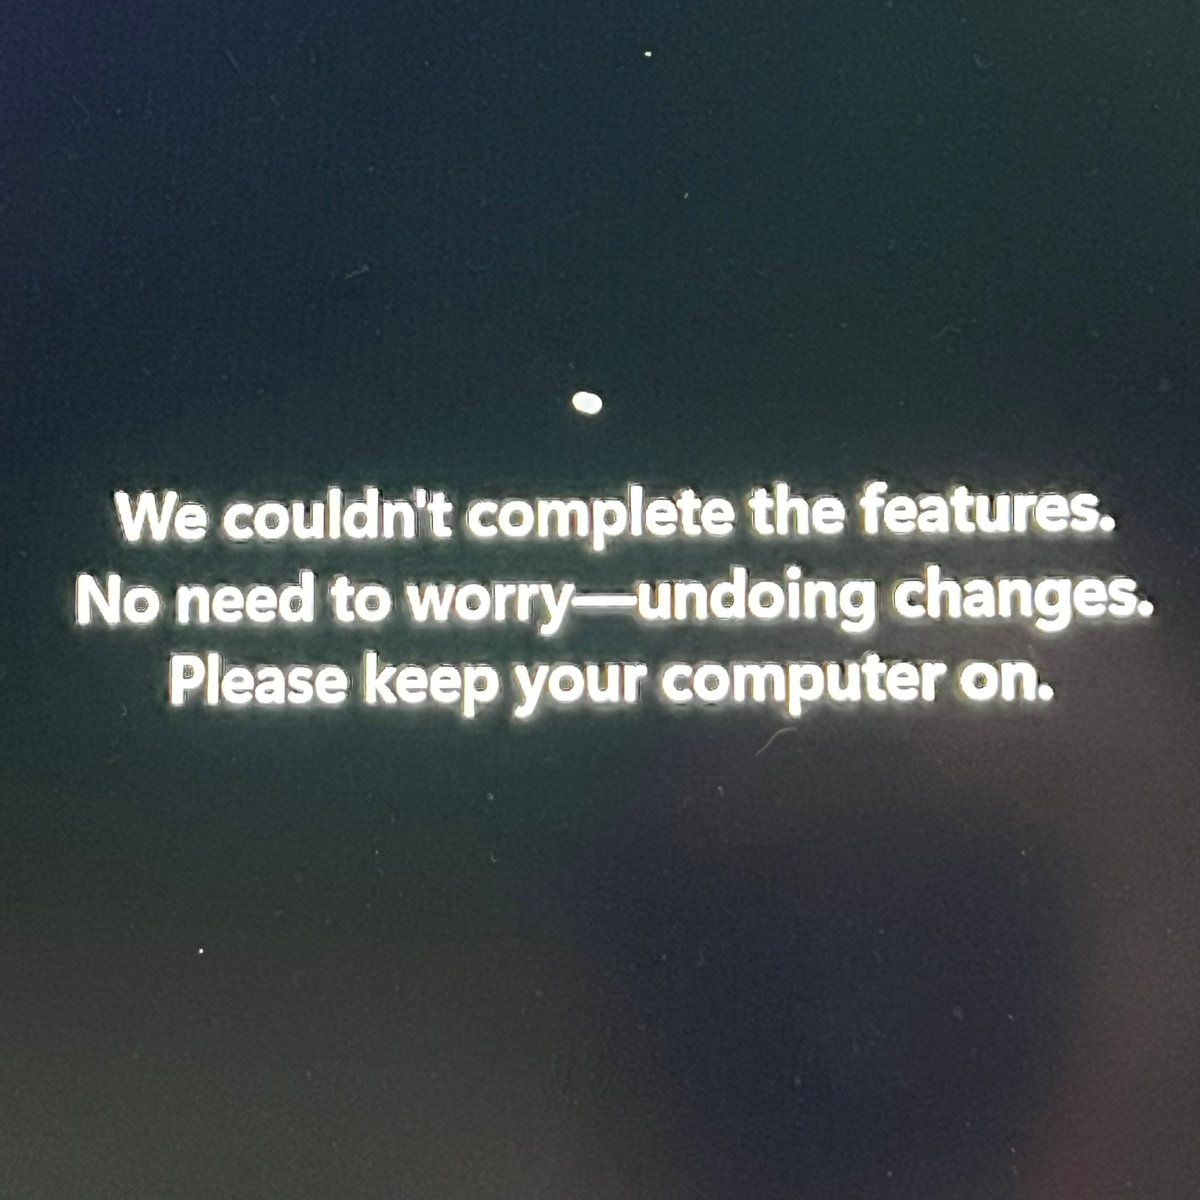 We couldn't complete the features.
No need to worry—undoing changes.
Please keep your computer on.